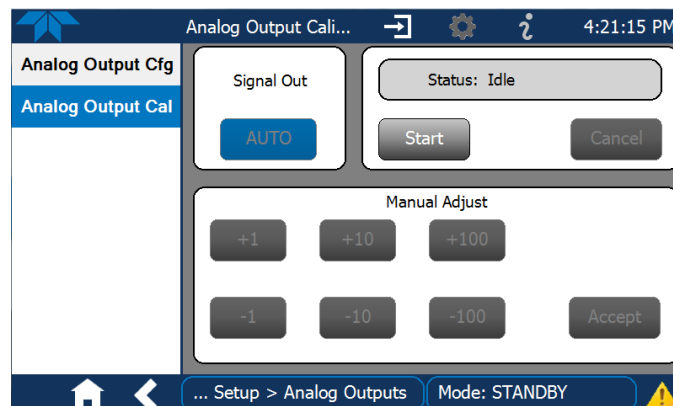 Analog Output Cali...
4:21:15 PM
Analog Output Cfg
Analog Output Cal
Signal Out
AUTO
Status: Idle
Start
Cancel
Manual Adjust
+1
+10
+100
-1
-10
-100
Accept
... Setup > Analog Outputs
Mode: STANDBY